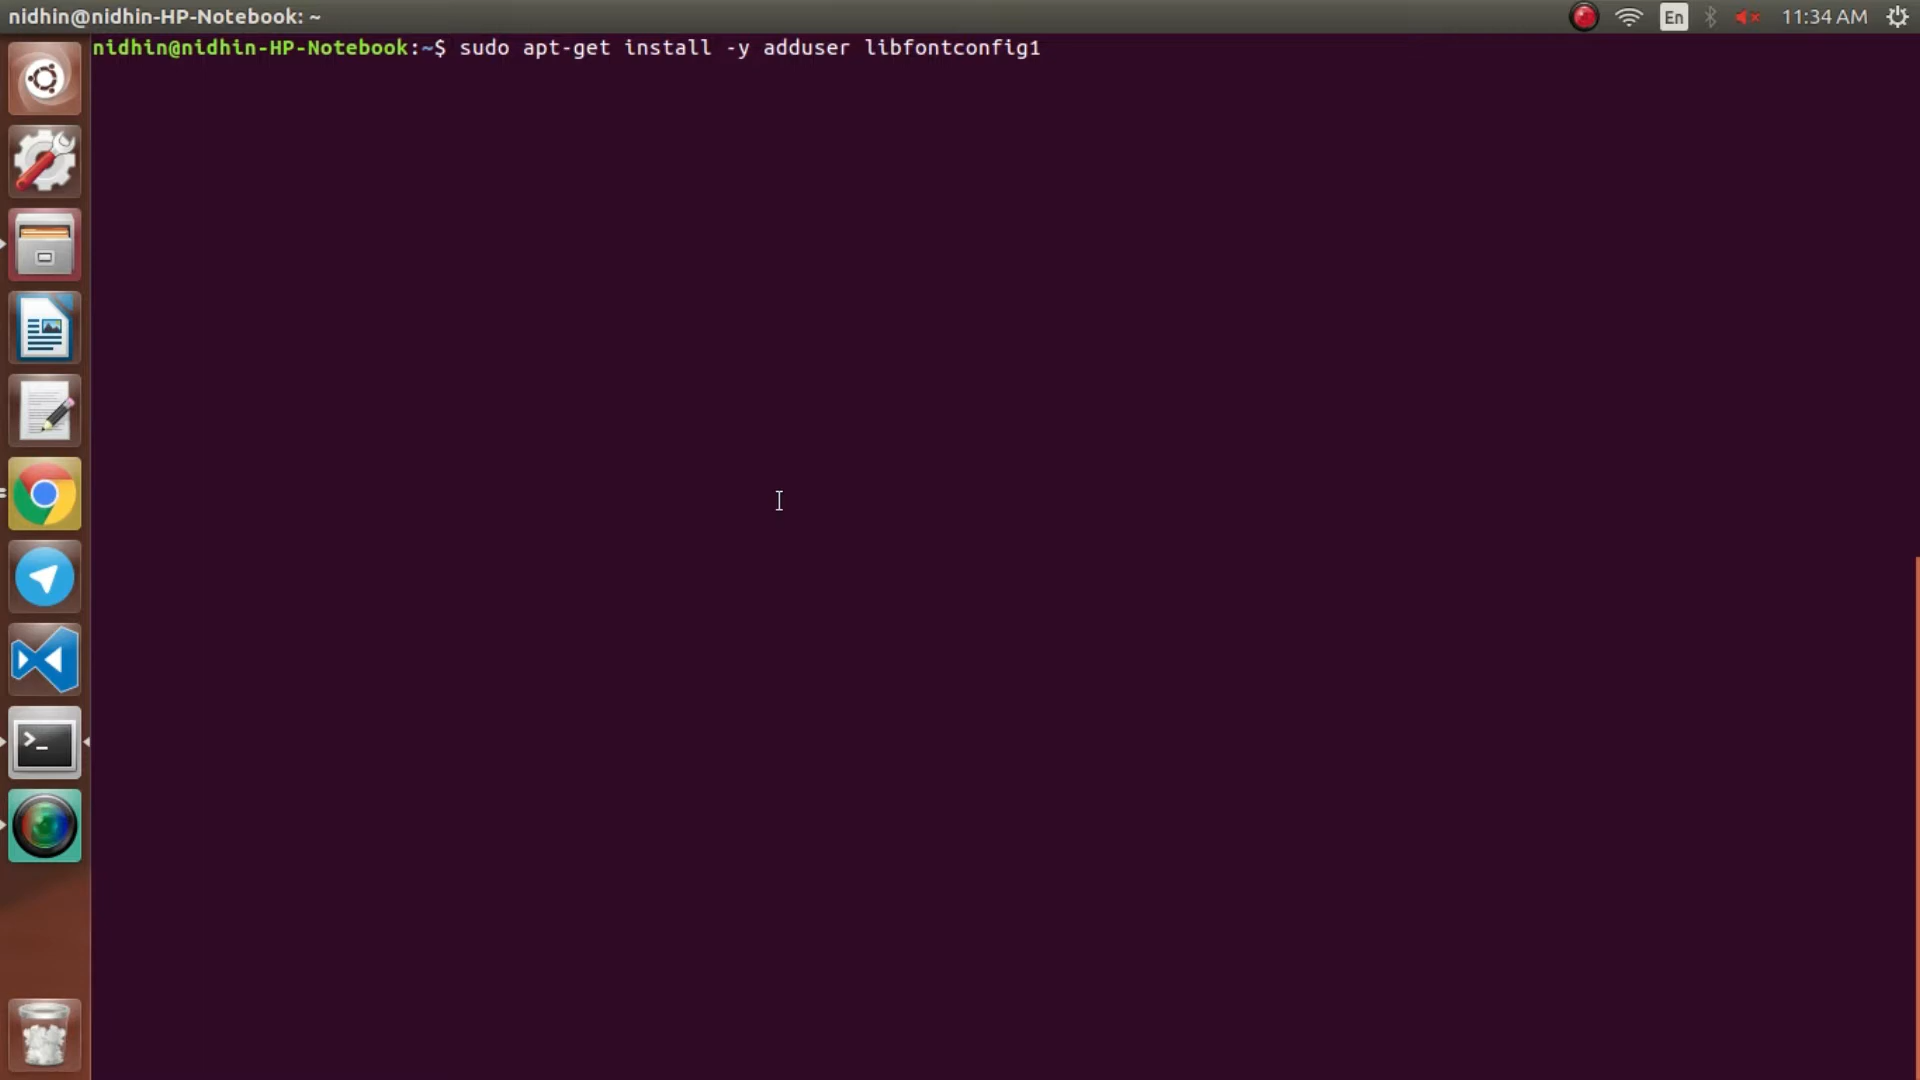 nidhin@nidhin-HP-Notebook: ~
En
11:34 AM
nidhin@nidhin-HP-Notebook:~$ sudo apt-get install -y adduser libfontconfig1
>_